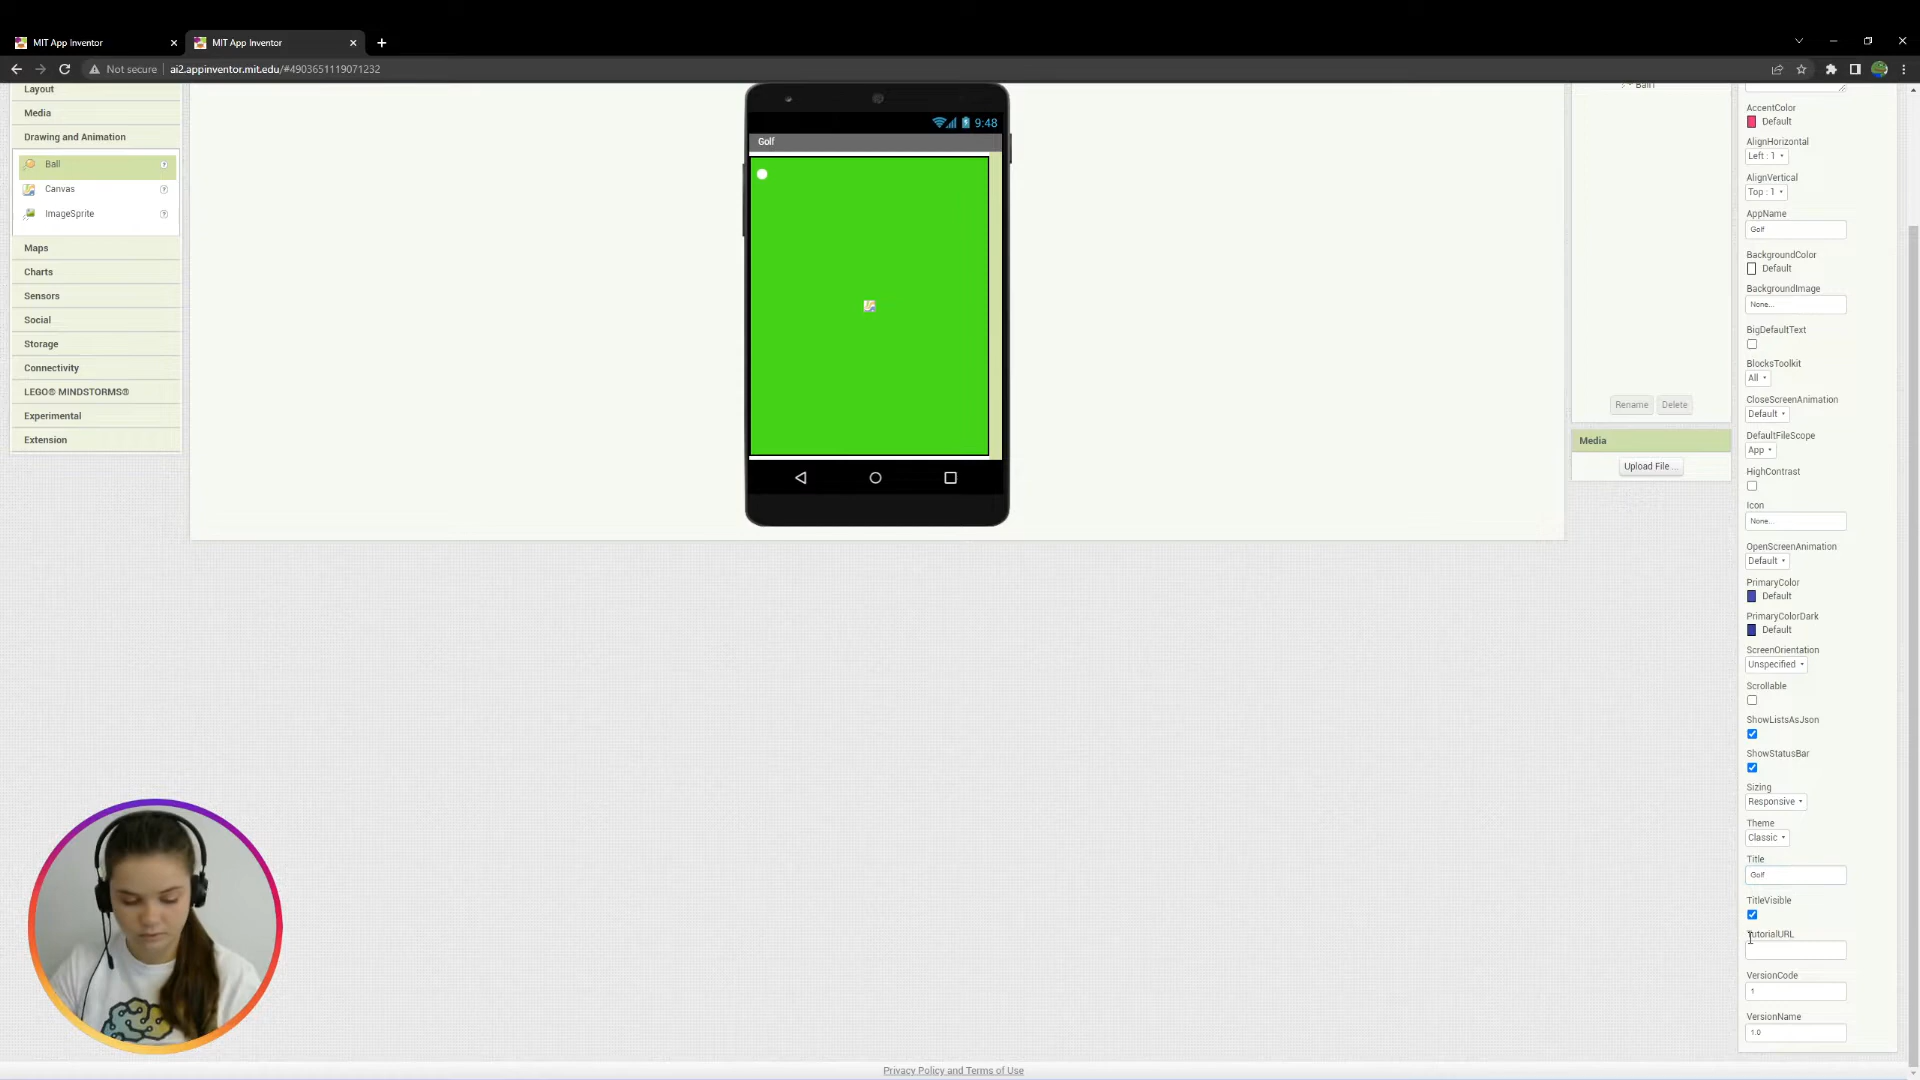 MIT App Inventor
MIT App Inventor
Not secure
ai2.appinventor.mit.edu/#4903651119071232
Layout
Media
Drawing and Animation
Ball
?
Canvas
?
ImageSprite
?
Maps
Charts
Sensors
Social
Storage
Connectivity
LEGO® MINDSTORMS®
Experimental
Extension
9:48
Golf
Ball1
Rename
Delete
Media
Upload File ...
AccentColor
Default
AlignHorizontal
Left : 1
AlignVertical
Top : 1
AppName
Golf
BackgroundColor
Default
BackgroundImage
None...
BigDefaultText
BlocksToolkit
All
CloseScreenAnimation
Default
DefaultFileScope
App
HighContrast
Icon
None...
OpenScreenAnimation
Default
PrimaryColor
Default
PrimaryColorDark
Default
ScreenOrientation
Unspecified
Scrollable
ShowListsAsJson
ShowStatusBar
Sizing
Responsive
Theme
Classic
Title
Golf
TitleVisible
TutorialURL
VersionCode
1
VersionName
1.0
Privacy Policy and Terms of Use